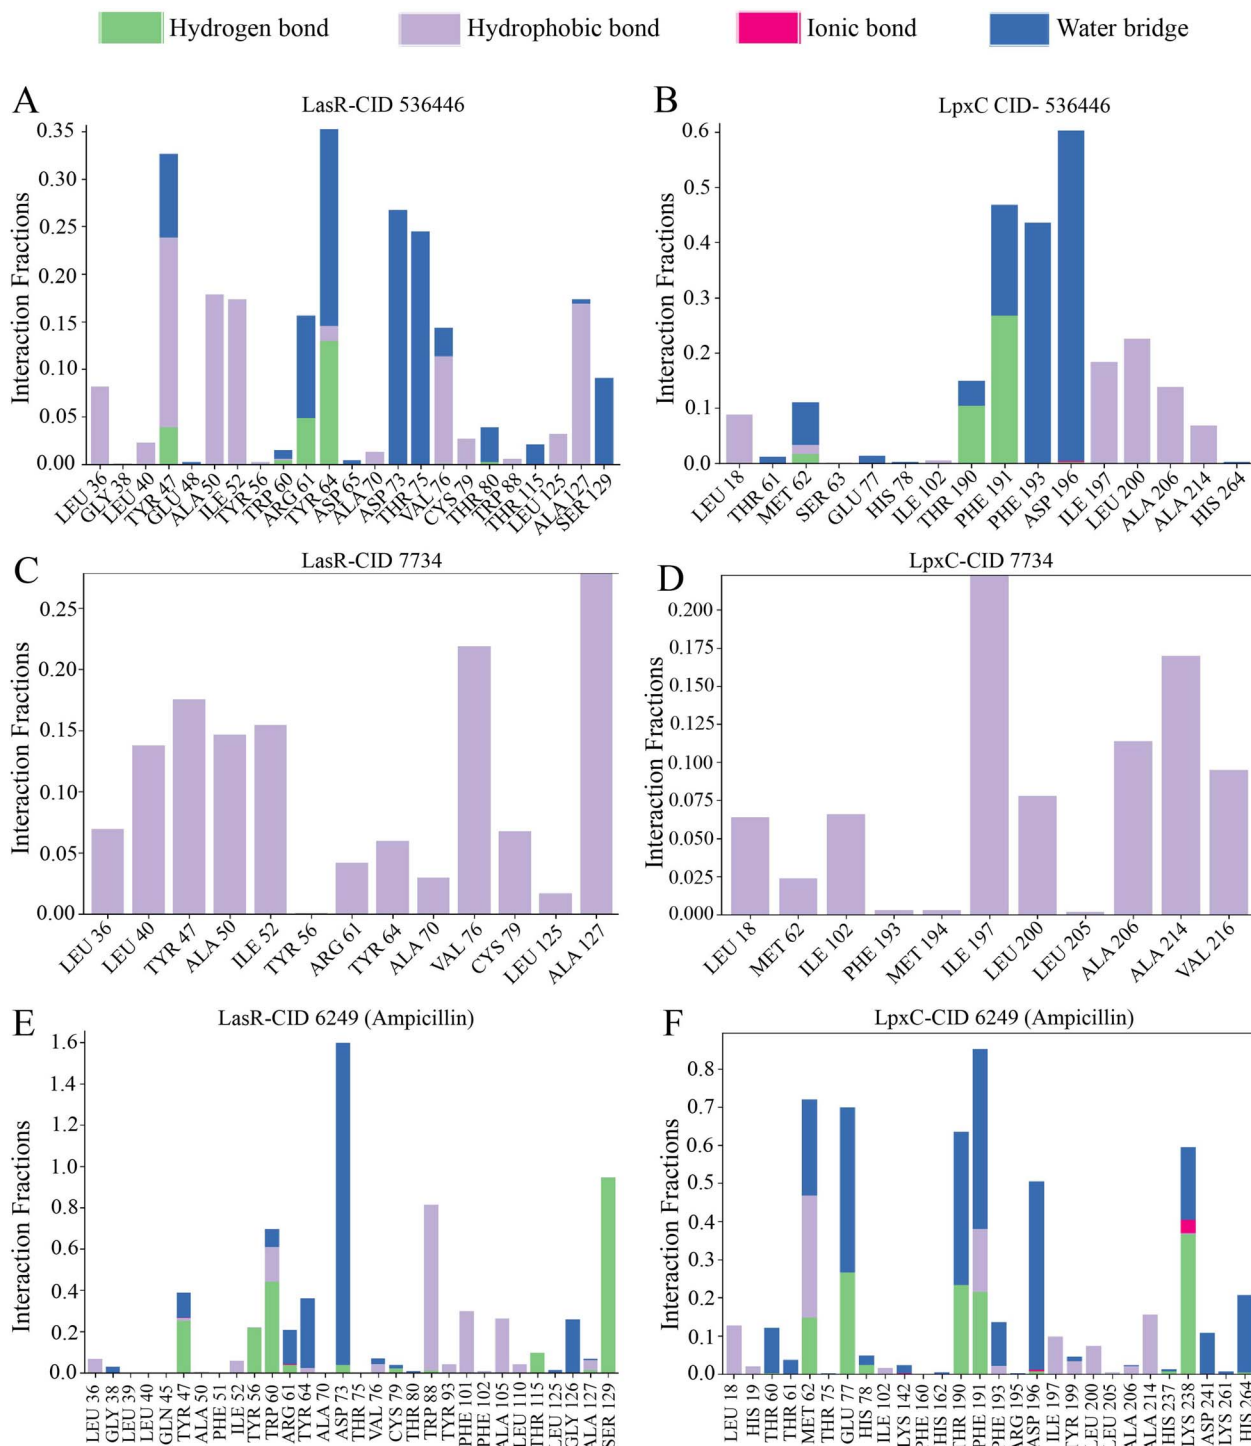 Hydrogen bond Hydrophobic bond Ionic bond Water bridge
A LasR-CID 536446
Interaction Fractions
0.35
0.30
0.25
0.20
0.15
0.10
0.05
0.00
LEU 36
GLY 38
LEU 40
TYR 47
GLU 48
ALA 50
ILE 52
TYR 56
TRP 60
ARG 61
TYR 64
ASP 65
ALA 70
ASP 73
THR 75
VAL 76
CYS 79
THR 80
TRP 88
THR 115
LEU 125
ALA 127
SER 129
B LpxC CID- 536446
Interaction Fractions
0.6
0.5
0.4
0.3
0.2
0.1
0.0
LEU 18
THR 61
MET 62
SER 63
GLU 77
HIS 78
ILE 102
THR 190
PHE 191
PHE 193
ASP 196
ILE 197
LEU 200
ALA 206
ALA 214
HIS 264
C LasR-CID 7734
Interaction Fractions
0.25
0.20
0.15
0.10
0.05
0.00
LEU 36
LEU 40
TYR 47
ALA 50
ILE 52
TYR 56
ARG 61
TYR 64
ALA 70
VAL 76
CYS 79
LEU 125
ALA 127
D LpxC-CID 7734
Interaction Fractions
0.200
0.175
0.150
0.125
0.100
0.075
0.050
0.025
0.000
LEU 18
MET 62
ILE 102
PHE 193
MET 194
ILE 197
LEU 200
LEU 205
ALA 206
ALA 214
VAL 216
E LasR-CID 6249 (Ampicillin)
Interaction Fractions
1.6
1.4
1.2
1.0
0.8
0.6
0.4
0.2
0.0
LEU 36
GLY 38
LEU 39
LEU 40
GLN 45
TYR 47
ALA 50
PHE 51
ILE 52
TYR 56
TRP 60
ARG 61
TYR 64
ALA 70
ASP 73
THR 75
VAL 76
CYS 79
THR 80
TRP 88
TYR 93
PHE 101
PHE 102
ALA 105
LEU 110
THR 115
LEU 125
GLY 126
ALA 127
SER 129
F LpxC-CID 6249 (Ampicillin)
Interaction Fractions
0.8
0.7
0.6
0.5
0.4
0.3
0.2
0.1
0.0
LEU 18
HIS 19
THR 60
THR 61
MET 62
THR 75
GLU 77
HIS 78
ILE 102
LYS 142
PHE 160
HIS 162
THR 190
PHE 191
PHE 193
ARG 195
ASP 196
ILE 197
TYR 199
LEU 200
LEU 205
ALA 206
ALA 214
HIS 237
LYS 238
ASP 241
LYS 261
HIS 264